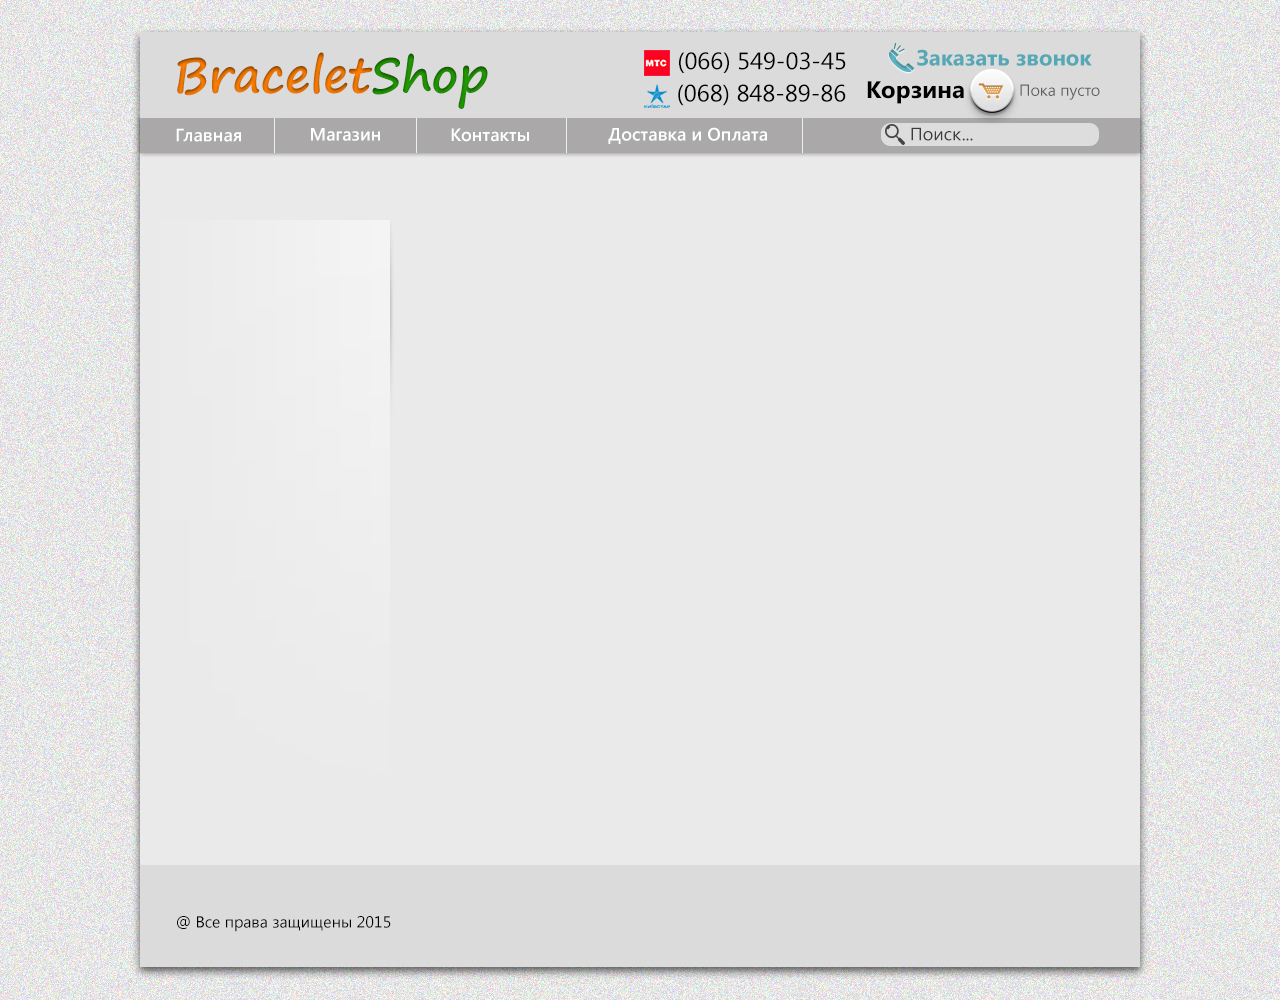 BraceletShop
МТС (066) 549-03-45
Заказать звонок
КИЇВСТАР (068) 848-89-86
Корзина Пока пусто
Главная Магазин Контакты Доставка и Оплата Поиск...
@ Все права защищены 2015